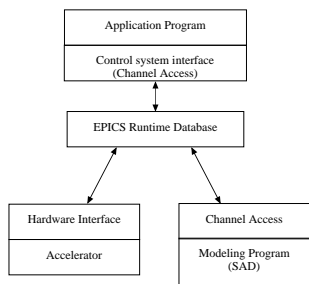 Application Program
Control system interface
(Channel Access)
EPICS Runtime Database
Hardware Interface
Accelerator
Channel Access
Modeling Program
(SAD)